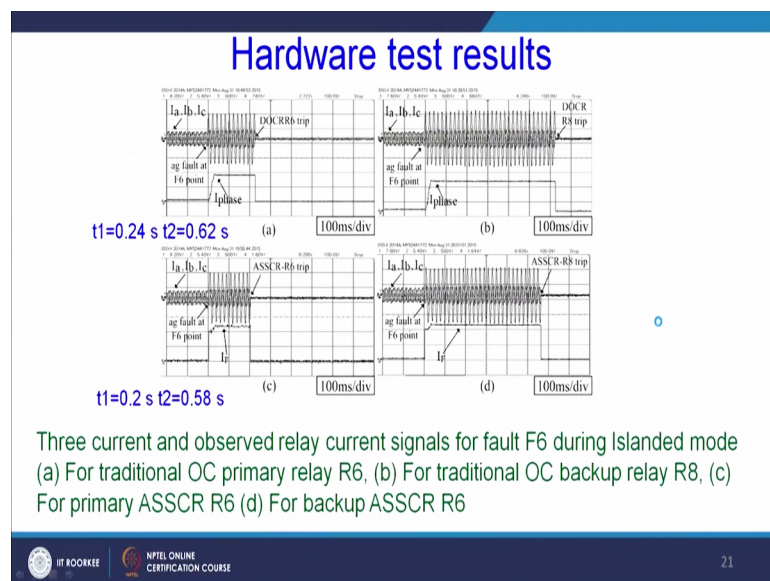 Hardware test results
Ia.Ib.Ic
DOCRR6 trip
ag fault at
F6 point
Iphase
t1=0.24 s t2=0.62 s
(a)
100ms/div
Ia.Ib.Ic
DOCR
R8 trip
ag fault at
F6 point
Iphase
(b)
100ms/div
Ia.Ib.Ic
ASSCR-R6 trip
ag fault at
F6 point
IF
t1=0.2 s t2=0.58 s
(c)
100ms/div
Ia.Ib.Ic
ASSCR-R8 trip
ag fault at
F6 point
IF
(d)
100ms/div
Three current and observed relay current signals for fault F6 during Islanded mode
(a) For traditional OC primary relay R6, (b) For traditional OC backup relay R8, (c)
For primary ASSCR R6 (d) For backup ASSCR R6
IIT ROORKEE
NPTEL ONLINE
CERTIFICATION COURSE
21